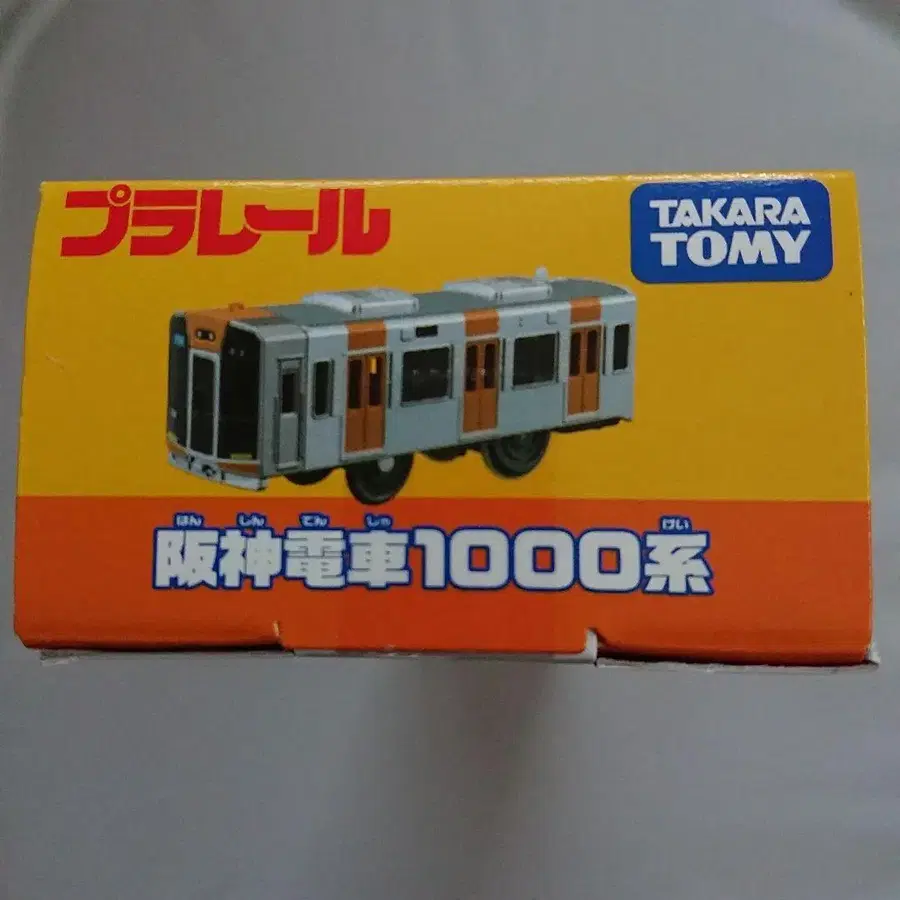 プラレール
TAKARA
TOMY
はん しん でん しゃ けい
阪神電車1000系